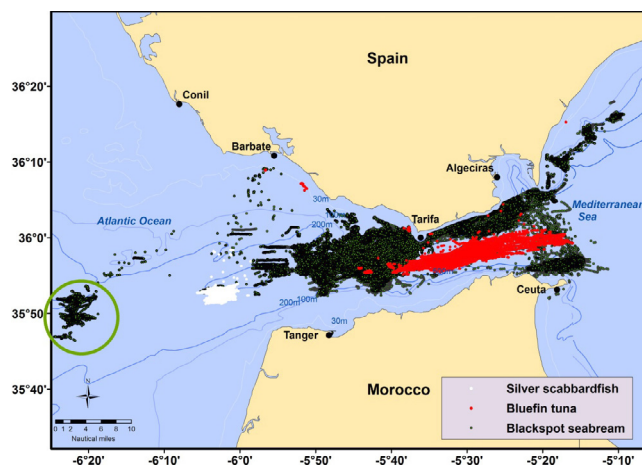 Spain
36°20'
Conil
36°10'
Barbate
Algeciras
30m
Atlantic Ocean
200m
Tarifa
Mediterranean
Sea
36°0'
Ceuta
200m
100m
35°50'
30m
Tanger
35°40'
Morocco
N
Silver scabbardfish
Bluefin tuna
Blackspot seabream
0 1 2 4 6 8 10
Nautical miles
-6°20' -6°10' -6°0' -5°50' -5°40' -5°30' -5°20' -5°10'